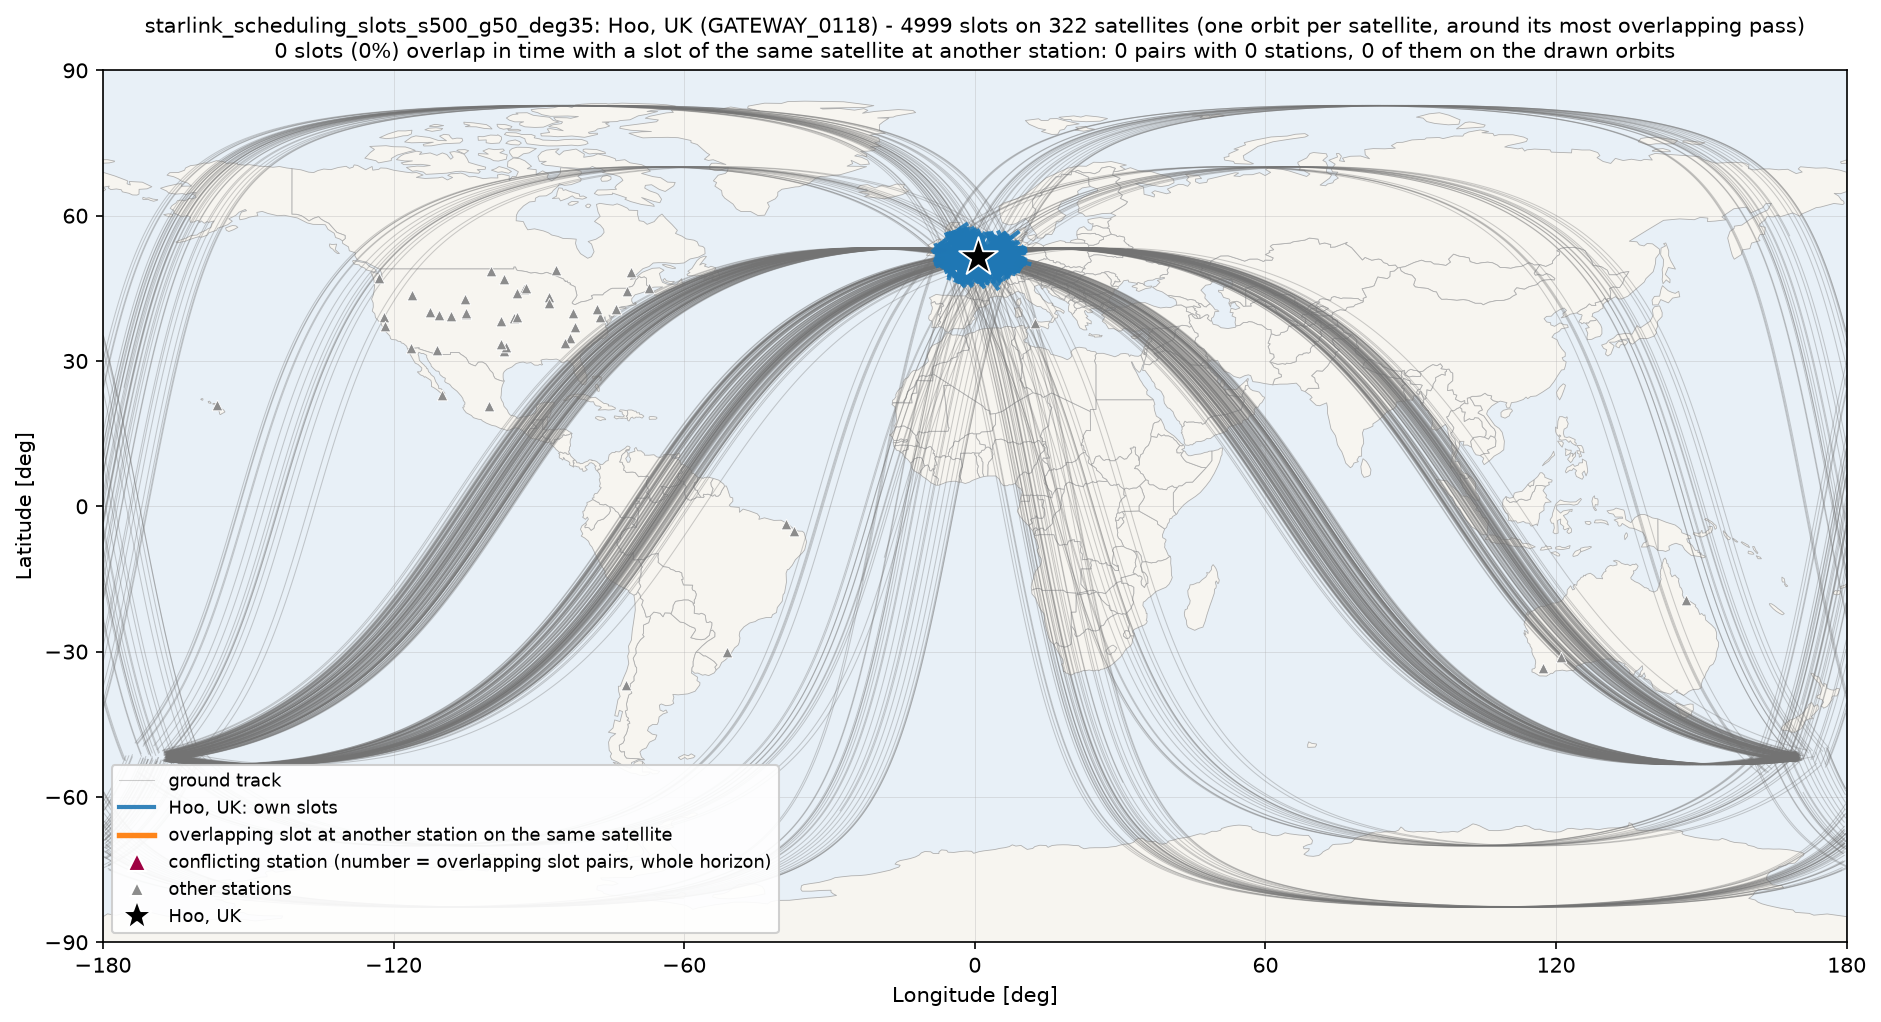 starlink_scheduling_slots_s500_g50_deg35: Hoo, UK (GATEWAY_0118) - 4999 slots on 322 satellites (one orbit per satellite, around its most overlapping pass)
0 slots (0%) overlap in time with a slot of the same satellite at another station: 0 pairs with 0 stations, 0 of them on the drawn orbits
90
60
30
0
−30
−60
−90
Latitude [deg]
ground track
Hoo, UK: own slots
overlapping slot at another station on the same satellite
conflicting station (number = overlapping slot pairs, whole horizon)
other stations
Hoo, UK
−180
−120
−60
0
60
120
180
Longitude [deg]